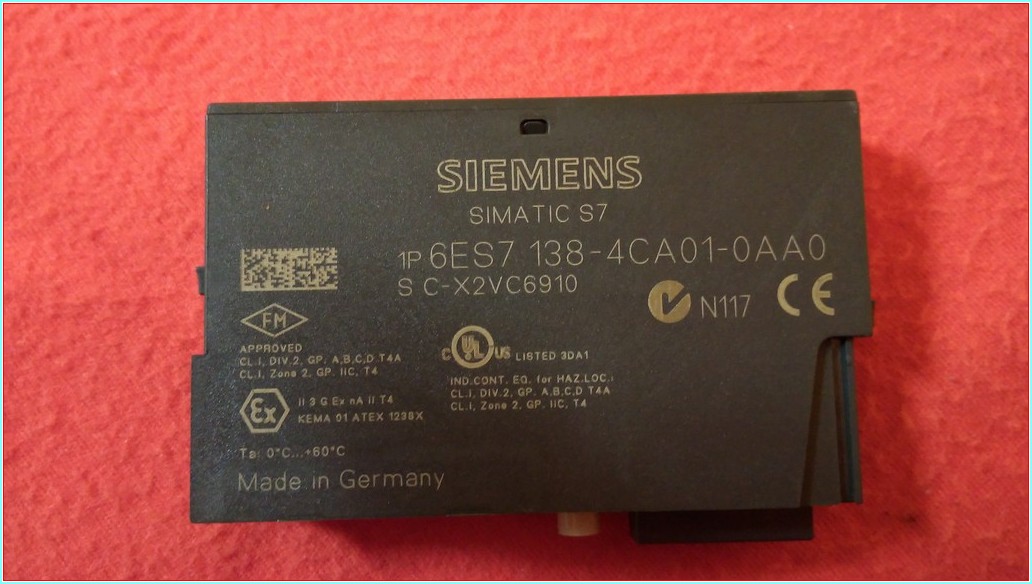 SIEMENS
SIMATIC S7
1P 6ES7 138-4CA01-0AA0
S C-X2VC6910
N117 CE
FM
APPROVED
CL.I, DIV.2, GP. A,B,C,D T4A
CL.I, Zone 2, GP. IIC, T4
C UL US LISTED 3DA1
IND.CONT. EQ. for HAZ.LOC.:
CL.I, DIV.2, GP. A,B,C,D T4A
CL.I, Zone 2, GP. IIC, T4
Ex II 3 G Ex nA II T4
KEMA 01 ATEX 1238X
Ta: 0°C...+60°C
Made in Germany